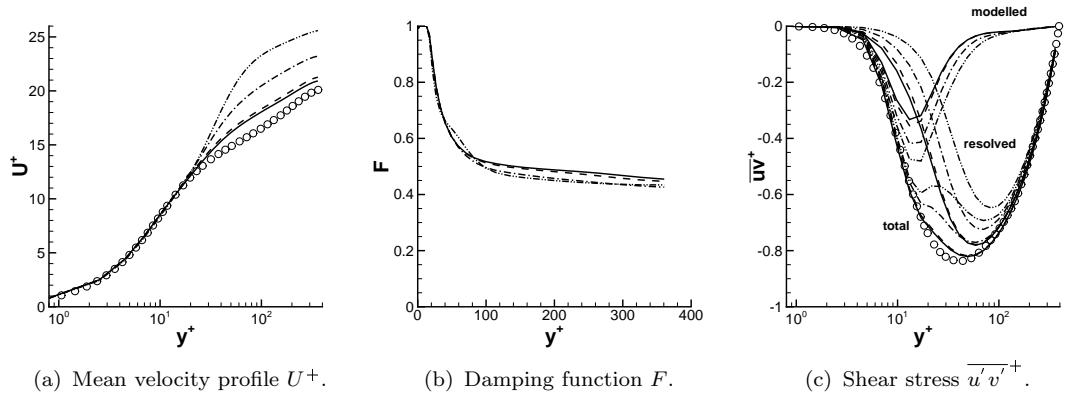 U+
26
25
20
15
10
5
0
10^0
10^1
10^2
y+
(a) Mean velocity profile U^+.
F
1
0.8
0.6
0.4
0.2
0
0
100
200
300
400
y+
(b) Damping function F.
uv+
0
-0.2
-0.4
-0.6
-0.8
-1
modelled
resolved
total
10^0
10^1
10^2
y+
(c) Shear stress u'v'^+.